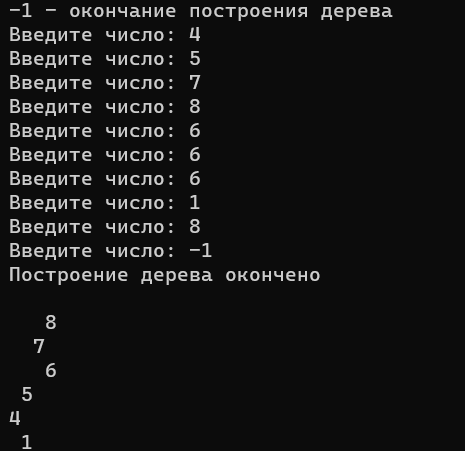 -1 - окончание построения дерева
Введите число: 4
Введите число: 5
Введите число: 7
Введите число: 8
Введите число: 6
Введите число: 6
Введите число: 6
Введите число: 1
Введите число: 8
Введите число: -1
Построение дерева окончено

   8
  7
   6
 5
4
 1